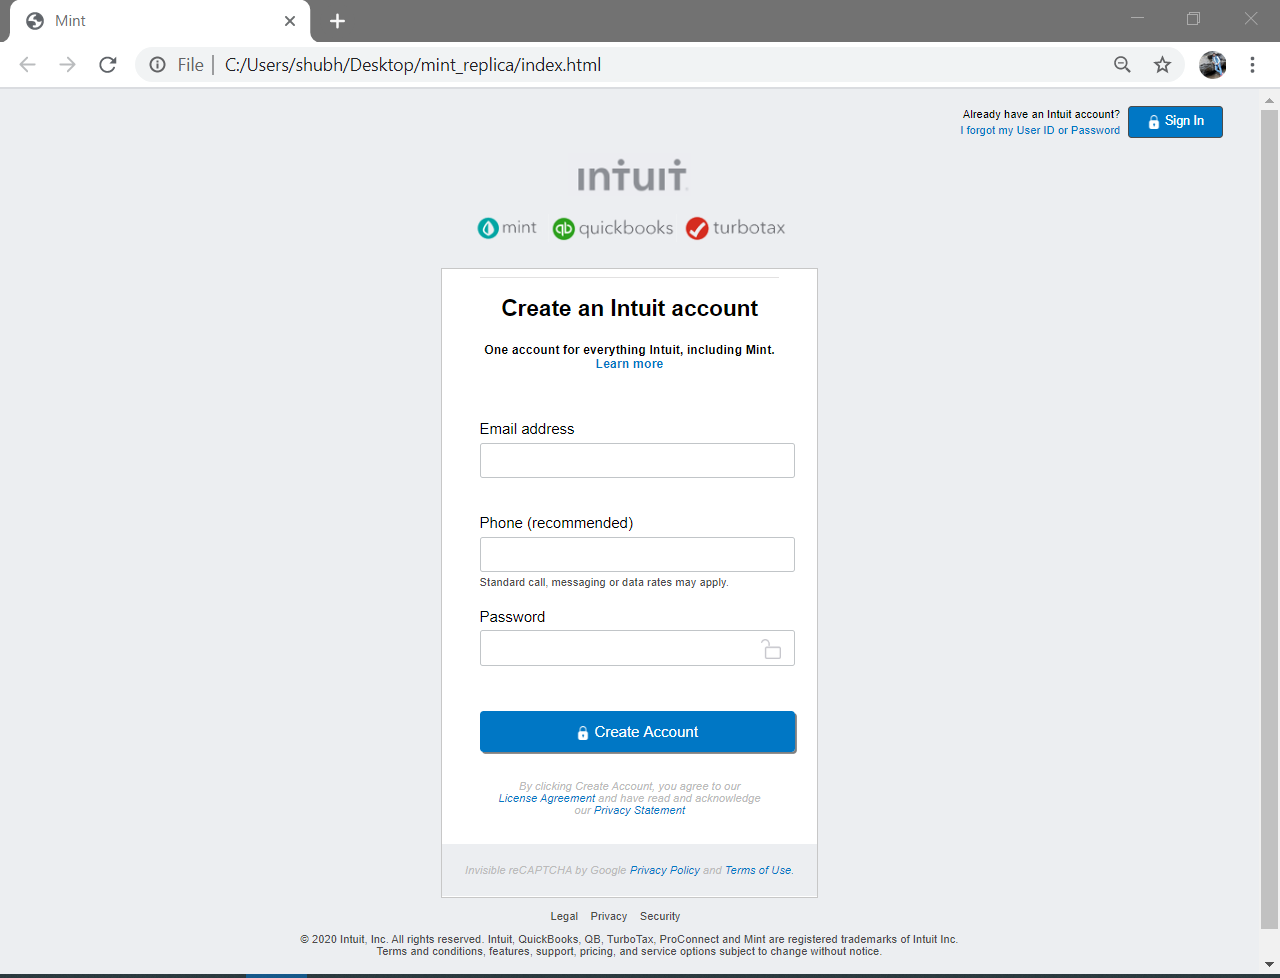 Mint
File
C:/Users/shubh/Desktop/mint_replica/index.html
Already have an Intuit account?
I forgot my User ID or Password
Sign In
intuit
mint
qb quickbooks
turbotax
Create an Intuit account
One account for everything Intuit, including Mint.
Learn more
Email address
Phone (recommended)
Standard call, messaging or data rates may apply.
Password
Create Account
By clicking Create Account, you agree to our
License Agreement and have read and acknowledge
our Privacy Statement
Invisible reCAPTCHA by Google Privacy Policy and Terms of Use.
Legal Privacy Security
© 2020 Intuit, Inc. All rights reserved. Intuit, QuickBooks, QB, TurboTax, ProConnect and Mint are registered trademarks of Intuit Inc.
Terms and conditions, features, support, pricing, and service options subject to change without notice.